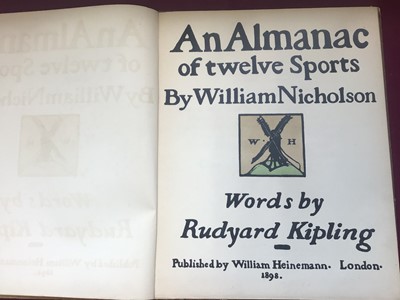 An Almanac
of twelve Sports
By William Nicholson
W · H
Words by
Rudyard Kipling
Published by William Heinemann. London.
1898.